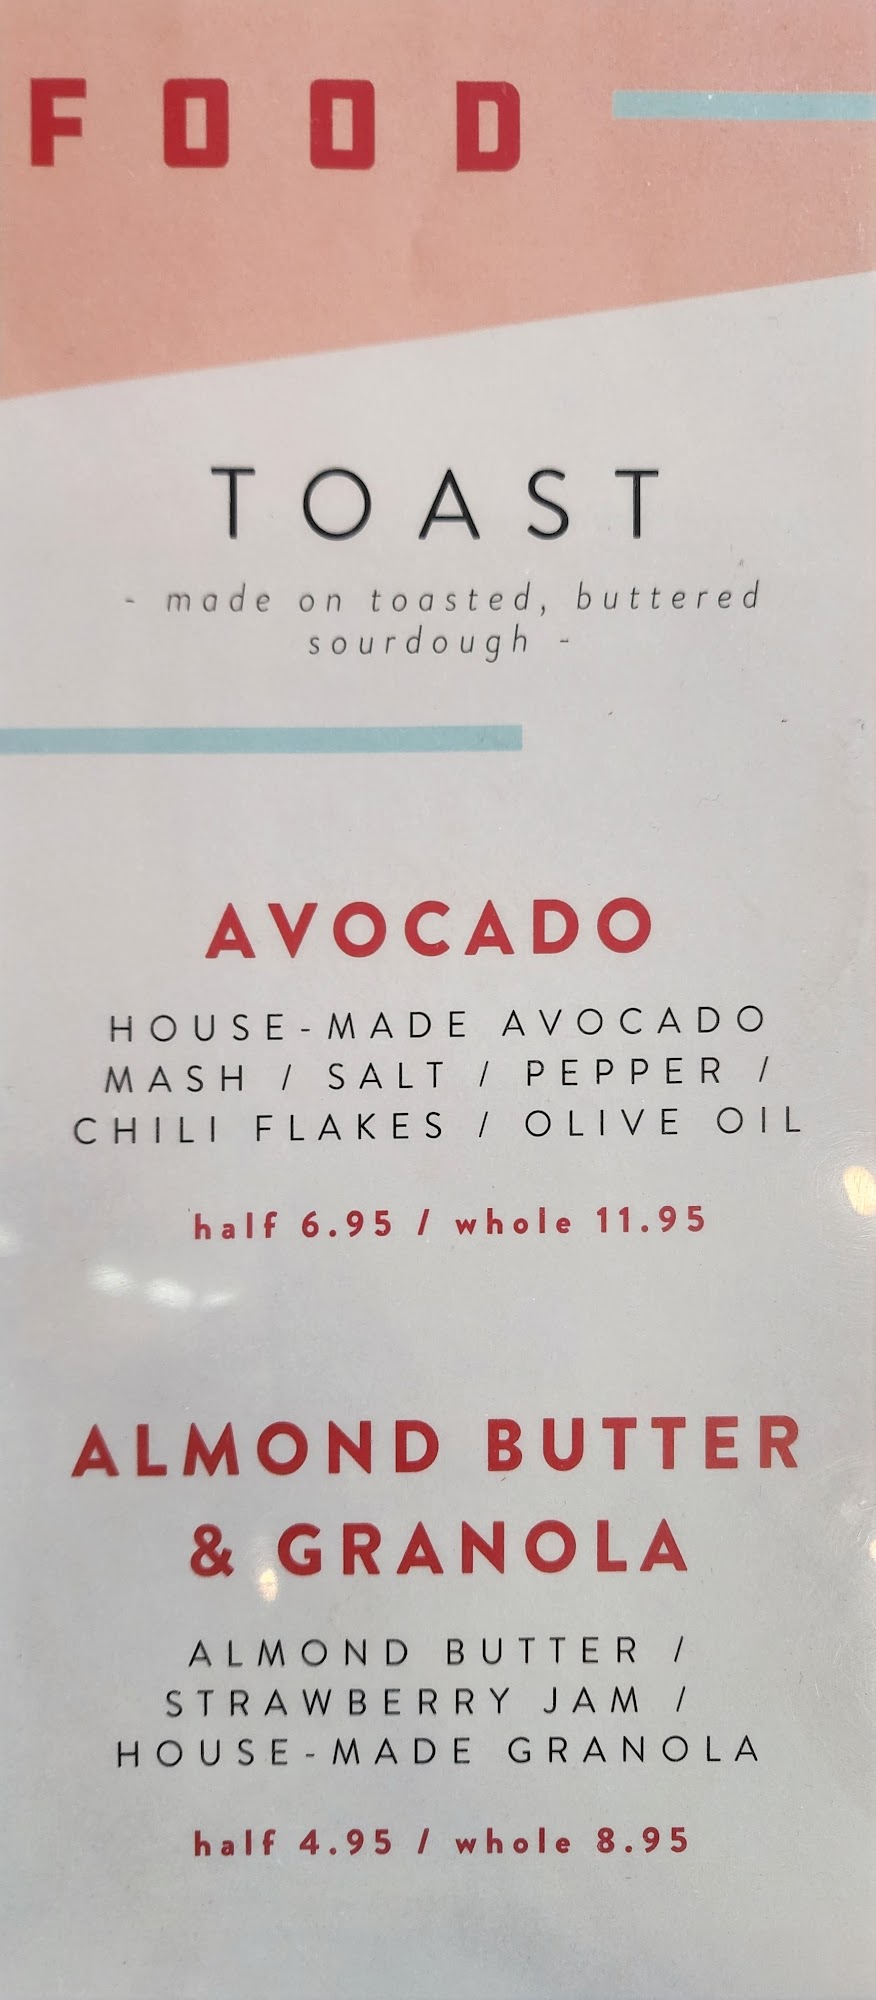 FOOD
TOAST
- made on toasted, buttered
sourdough -
AVOCADO
HOUSE-MADE AVOCADO
MASH / SALT / PEPPER /
CHILI FLAKES / OLIVE OIL
half 6.95 / whole 11.95
ALMOND BUTTER
& GRANOLA
ALMOND BUTTER /
STRAWBERRY JAM /
HOUSE-MADE GRANOLA
half 4.95 / whole 8.95